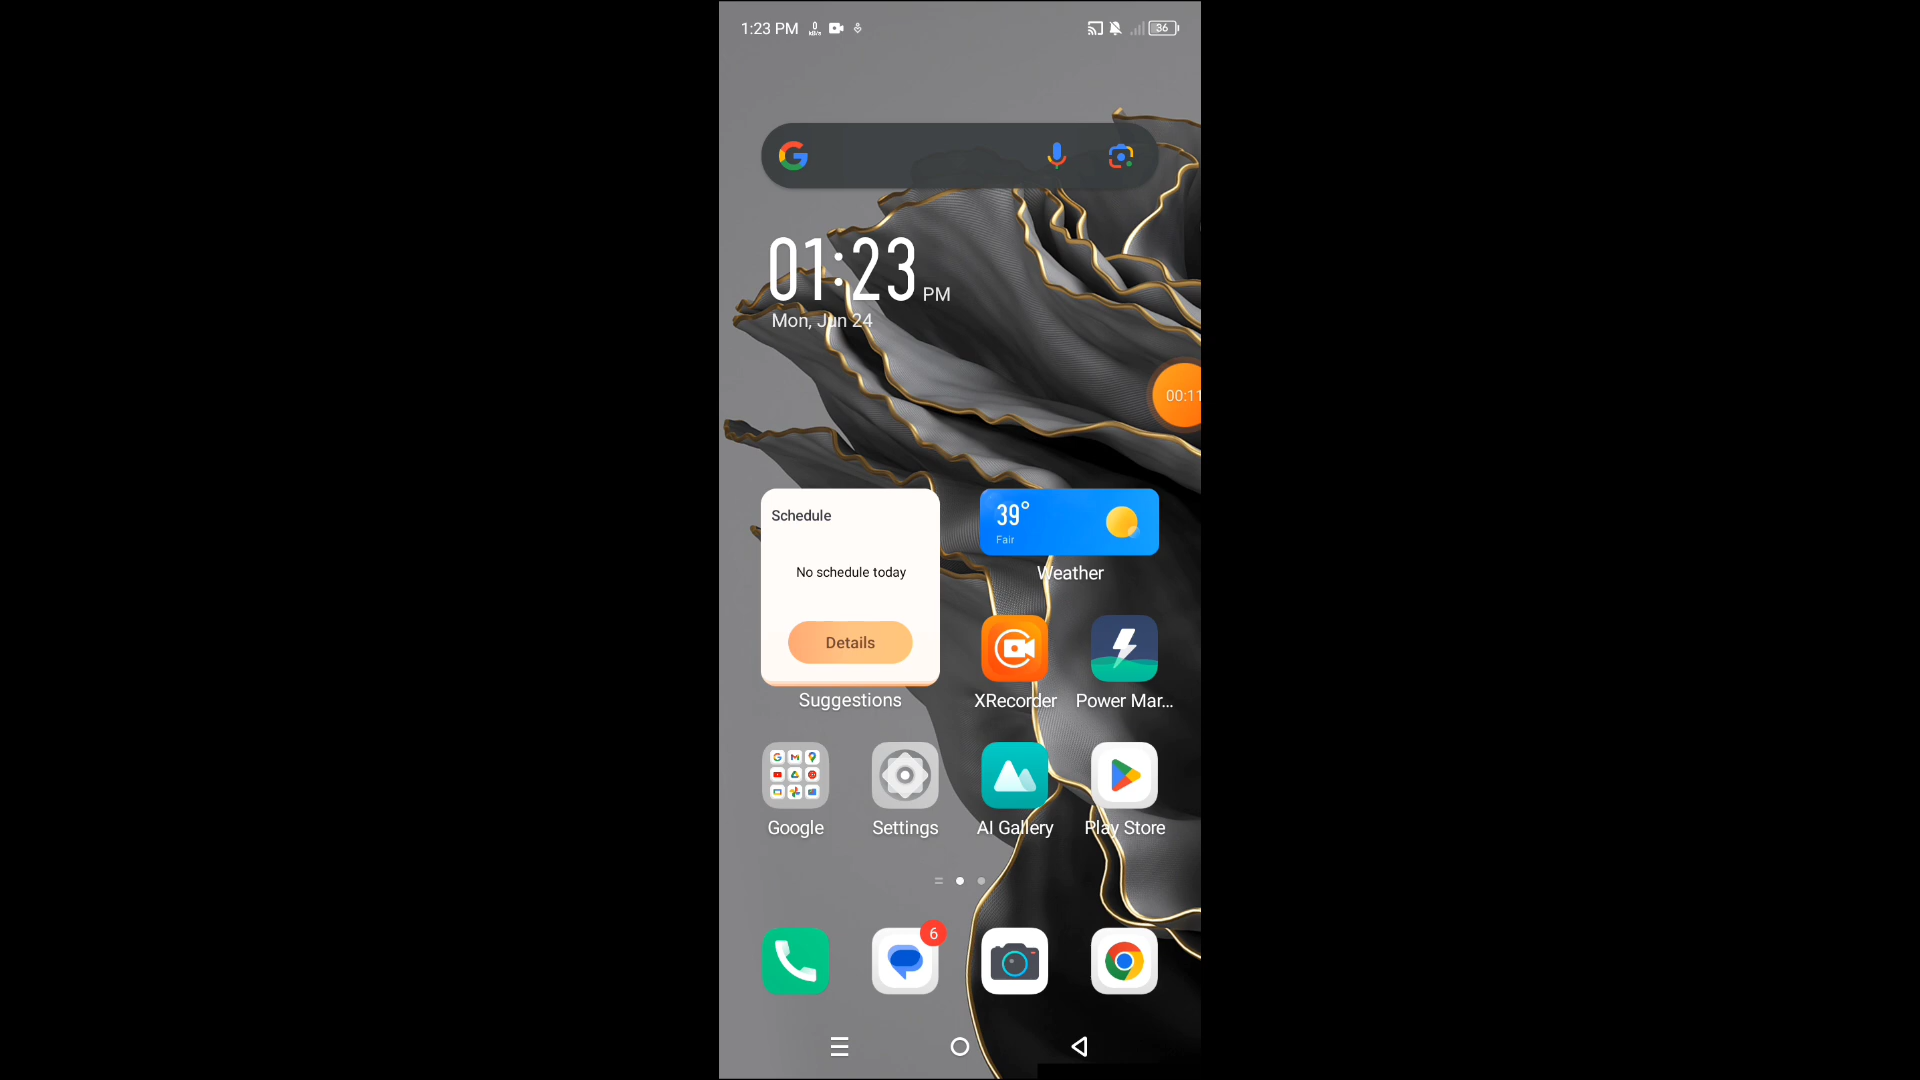 1:23 PM
0
36
01:23 PM
Mon, Jun 24
00:11
Schedule
No schedule today
Details
Suggestions
39°
Fair
Weather
XRecorder
Power Mar...
Google
Settings
AI Gallery
Play Store
6